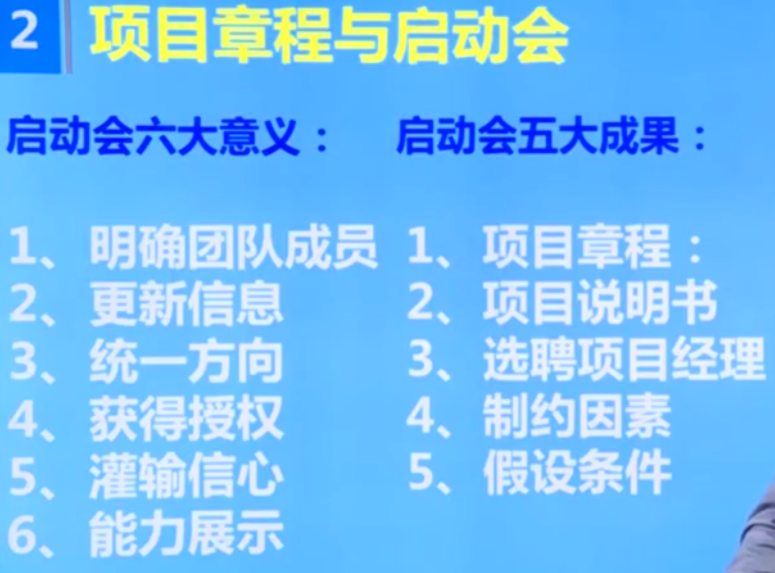 2 项目章程与启动会
启动会六大意义：
1、明确团队成员
2、更新信息
3、统一方向
4、获得授权
5、灌输信心
6、能力展示
启动会五大成果：
1、项目章程：
2、项目说明书
3、选聘项目经理
4、制约因素
5、假设条件